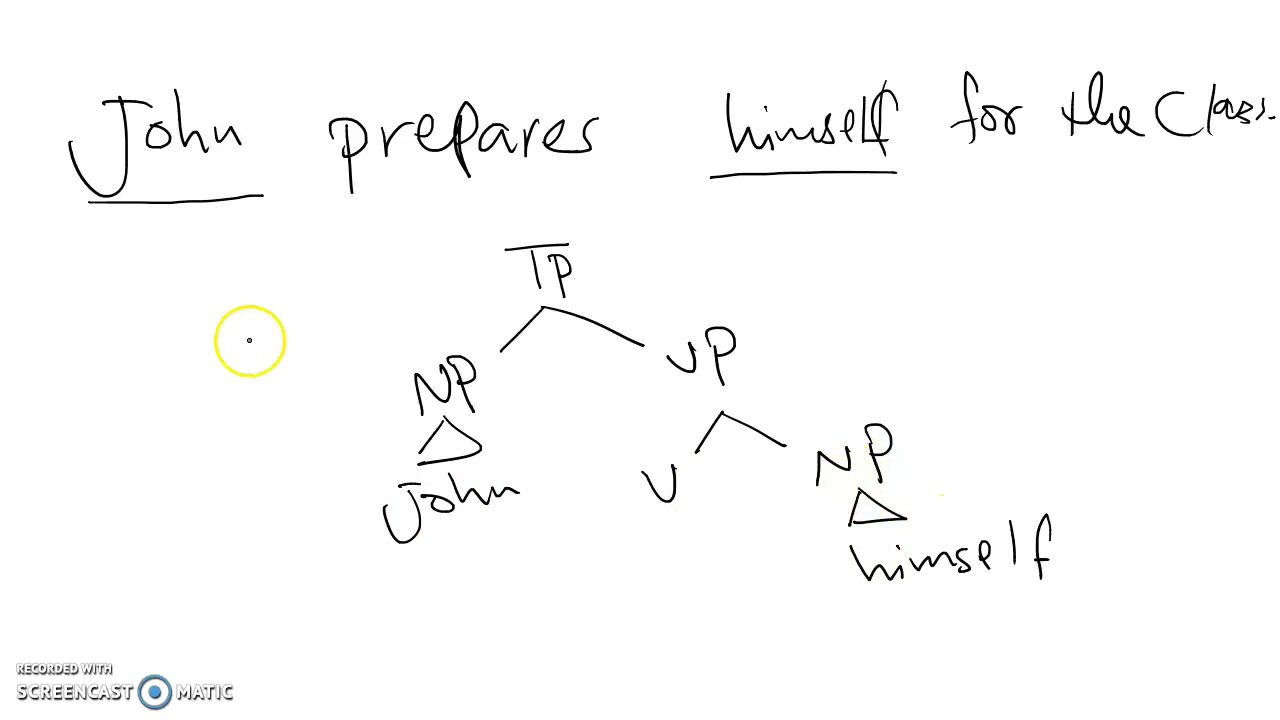 John prepares himself for the Class.
TP
NP VP
John V NP
himself
RECORDED WITH
SCREENCAST MATIC